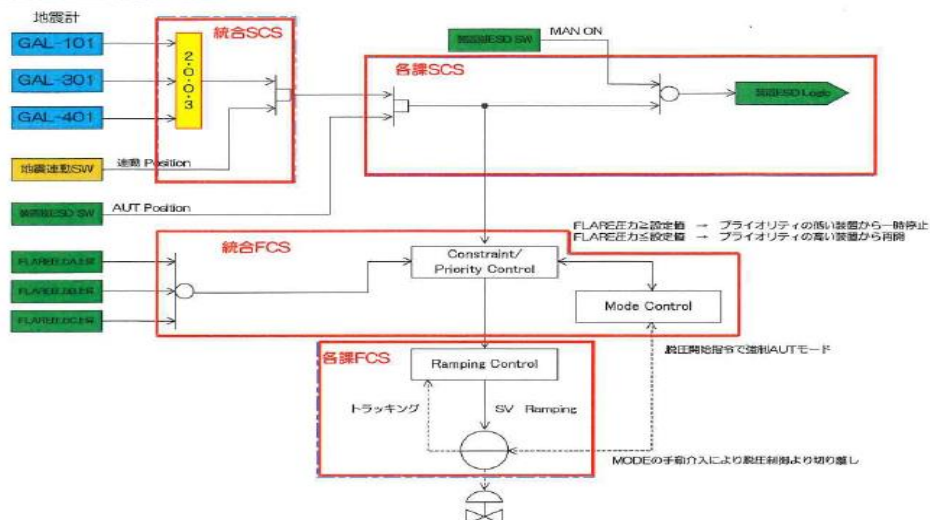 地震計
GAL-101
GAL-301
GAL-401
地震連動SW
連動 Position
AUT Position
2・0・0・3
統合SCS
MAN ON
各課SCS
統合FCS
FLARE圧力≧設定値 → プライオリティの低い装置から一時停止
FLARE圧力≦設定値 → プライオリティの高い装置から再開
Constraint/
Priority Control
Mode Control
脱圧開始指令で強制AUTモード
各課FCS
Ramping Control
トラッキング
SV Ramping
MODEの手動介入により脱圧制御より切り離し